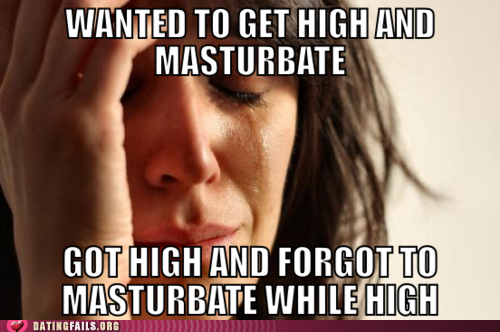 WANTED TO GET HIGH AND
MASTURBATE
GOT HIGH AND FORGOT TO
MASTURBATE WHILE HIGH
DATINGFAILS.ORG